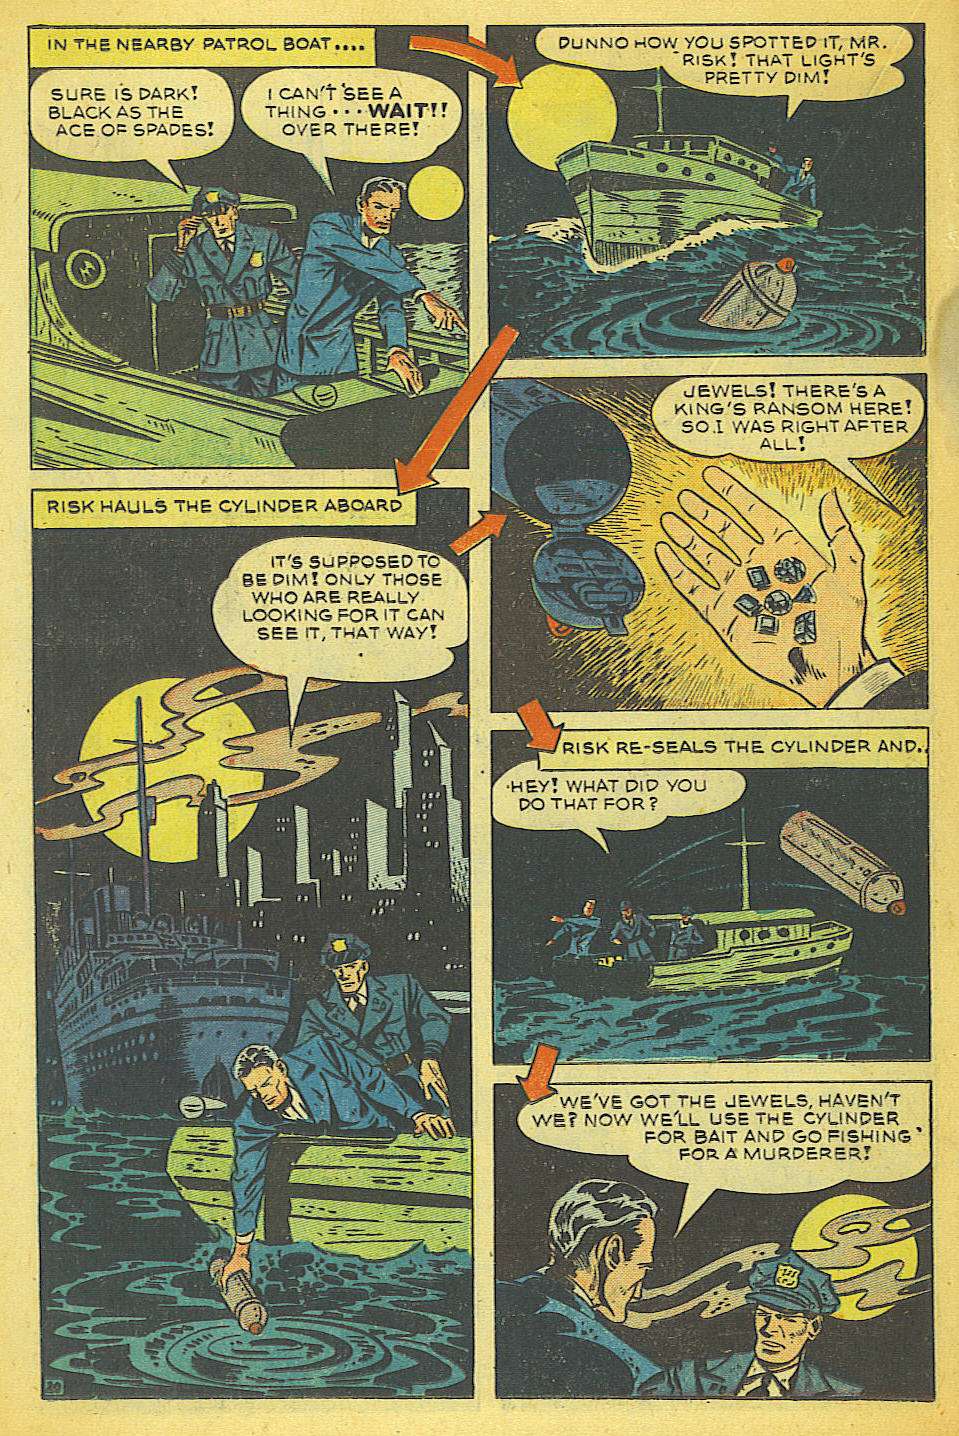 IN THE NEARBY PATROL BOAT....
SURE IS DARK!
BLACK AS THE
ACE OF SPADES!
I CAN'T SEE A
THING ... WAIT!!
OVER THERE!
DUNNO HOW YOU SPOTTED IT, MR.
RISK! THAT LIGHT'S
PRETTY DIM!
RISK HAULS THE CYLINDER ABOARD
IT'S SUPPOSED TO
BE DIM! ONLY THOSE
WHO ARE REALLY
LOOKING FOR IT CAN
SEE IT, THAT WAY!
JEWELS! THERE'S A
KING'S RANSOM HERE!
SO I WAS RIGHT AFTER
ALL!
RISK RE-SEALS THE CYLINDER AND..
HEY! WHAT DID YOU
DO THAT FOR?
WE'VE GOT THE JEWELS, HAVEN'T
WE? NOW WE'LL USE THE CYLINDER
FOR BAIT AND GO FISHING
FOR A MURDERER!